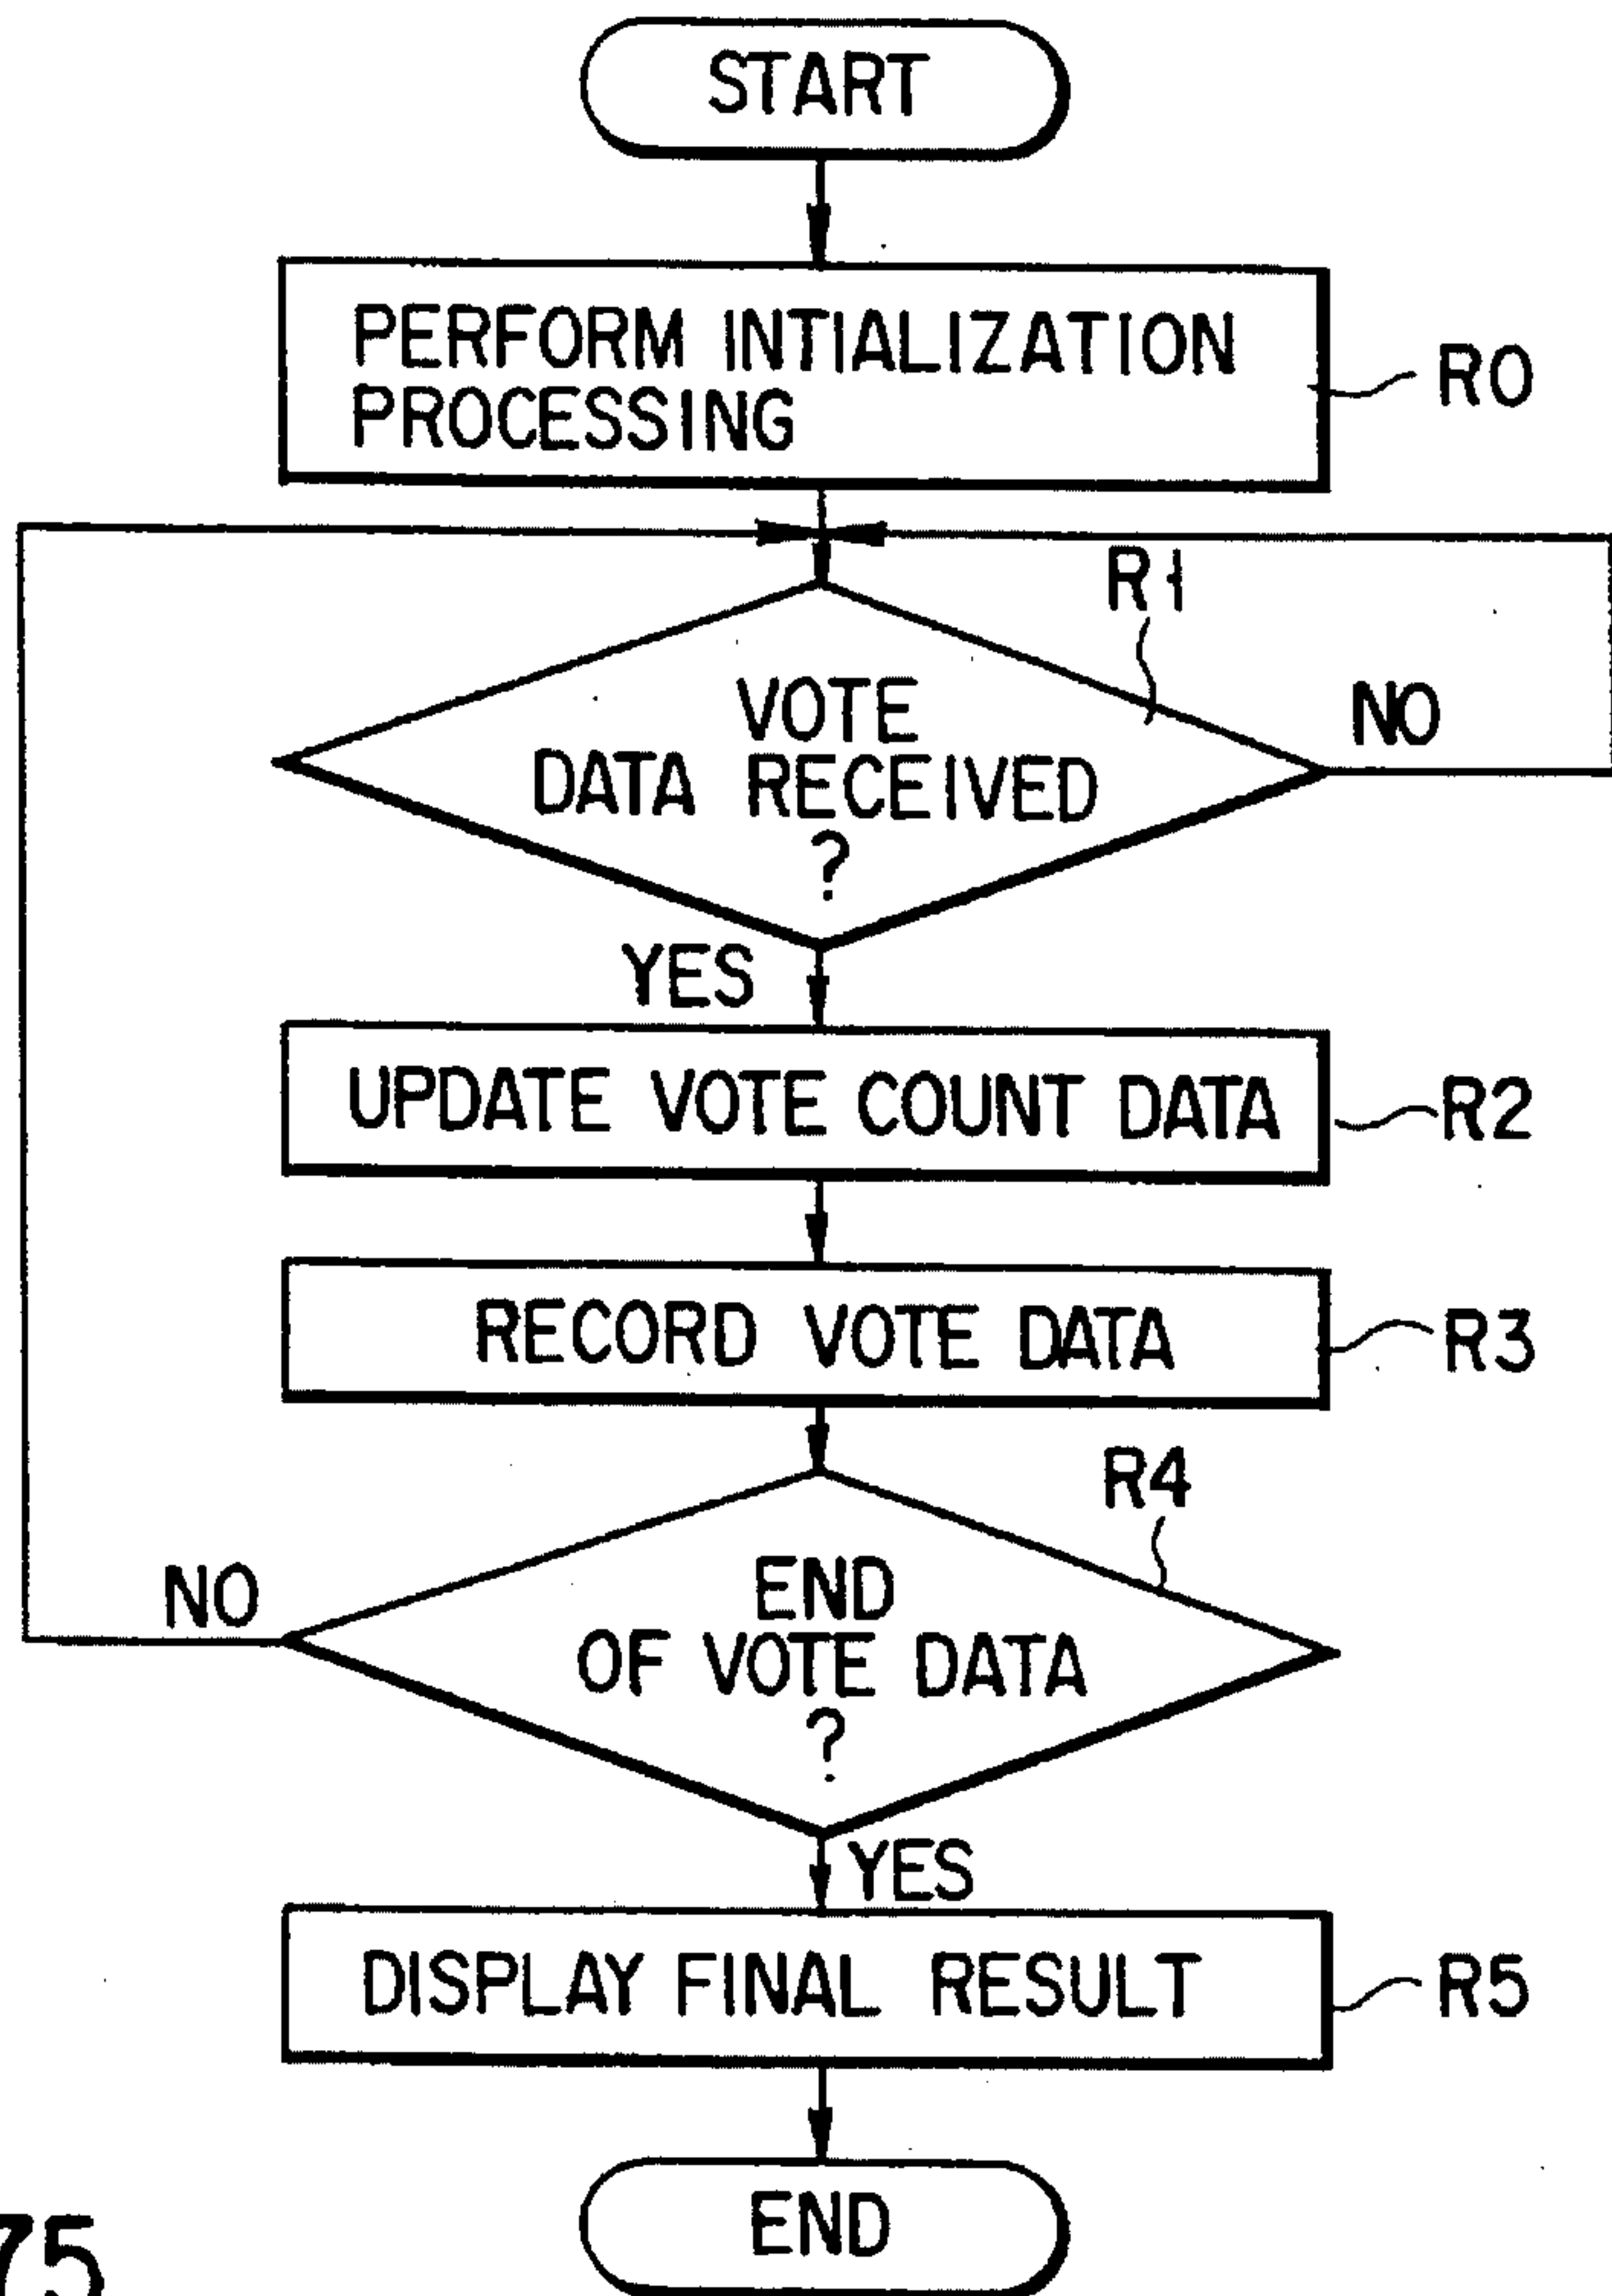 START
PERFORM INTIALIZATION
PROCESSING
R0
R1
VOTE
DATA RECEIVED
?
NO
YES
UPDATE VOTE COUNT DATA
R2
RECORD VOTE DATA
R3
R4
END
OF VOTE DATA
?
NO
YES
DISPLAY FINAL RESULT
R5
END
75